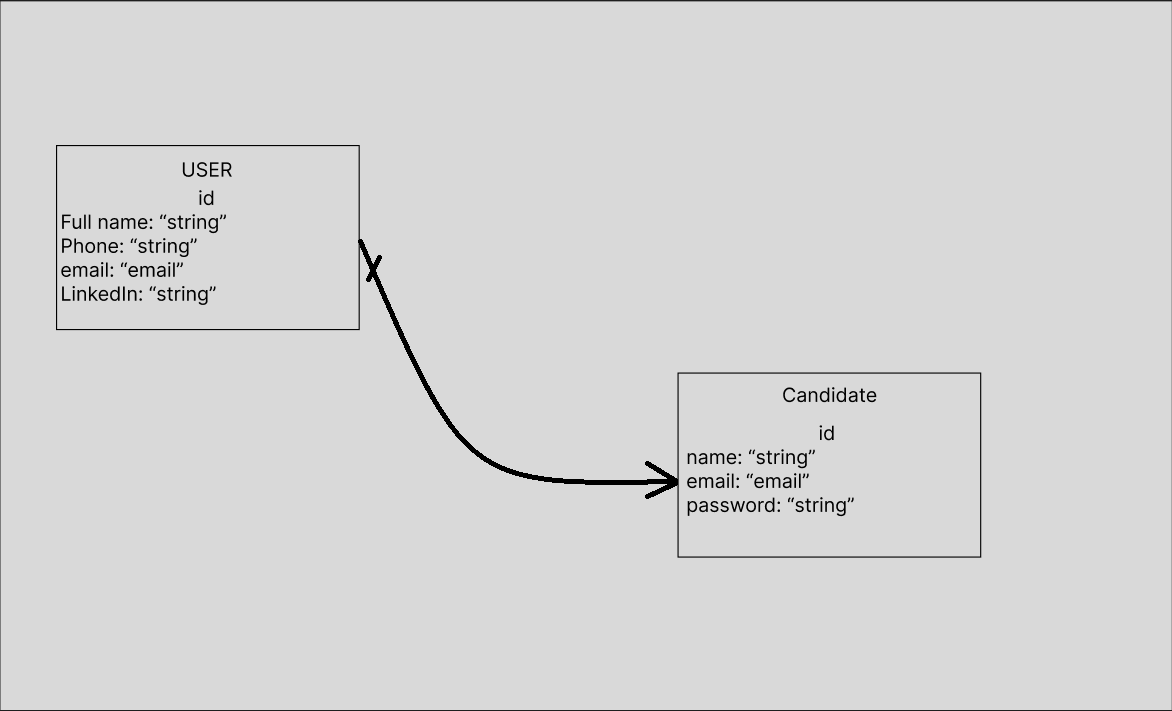 USER
id
Full name: “string”
Phone: “string”
email: “email”
LinkedIn: “string”
Candidate
id
name: “string”
email: “email”
password: “string”